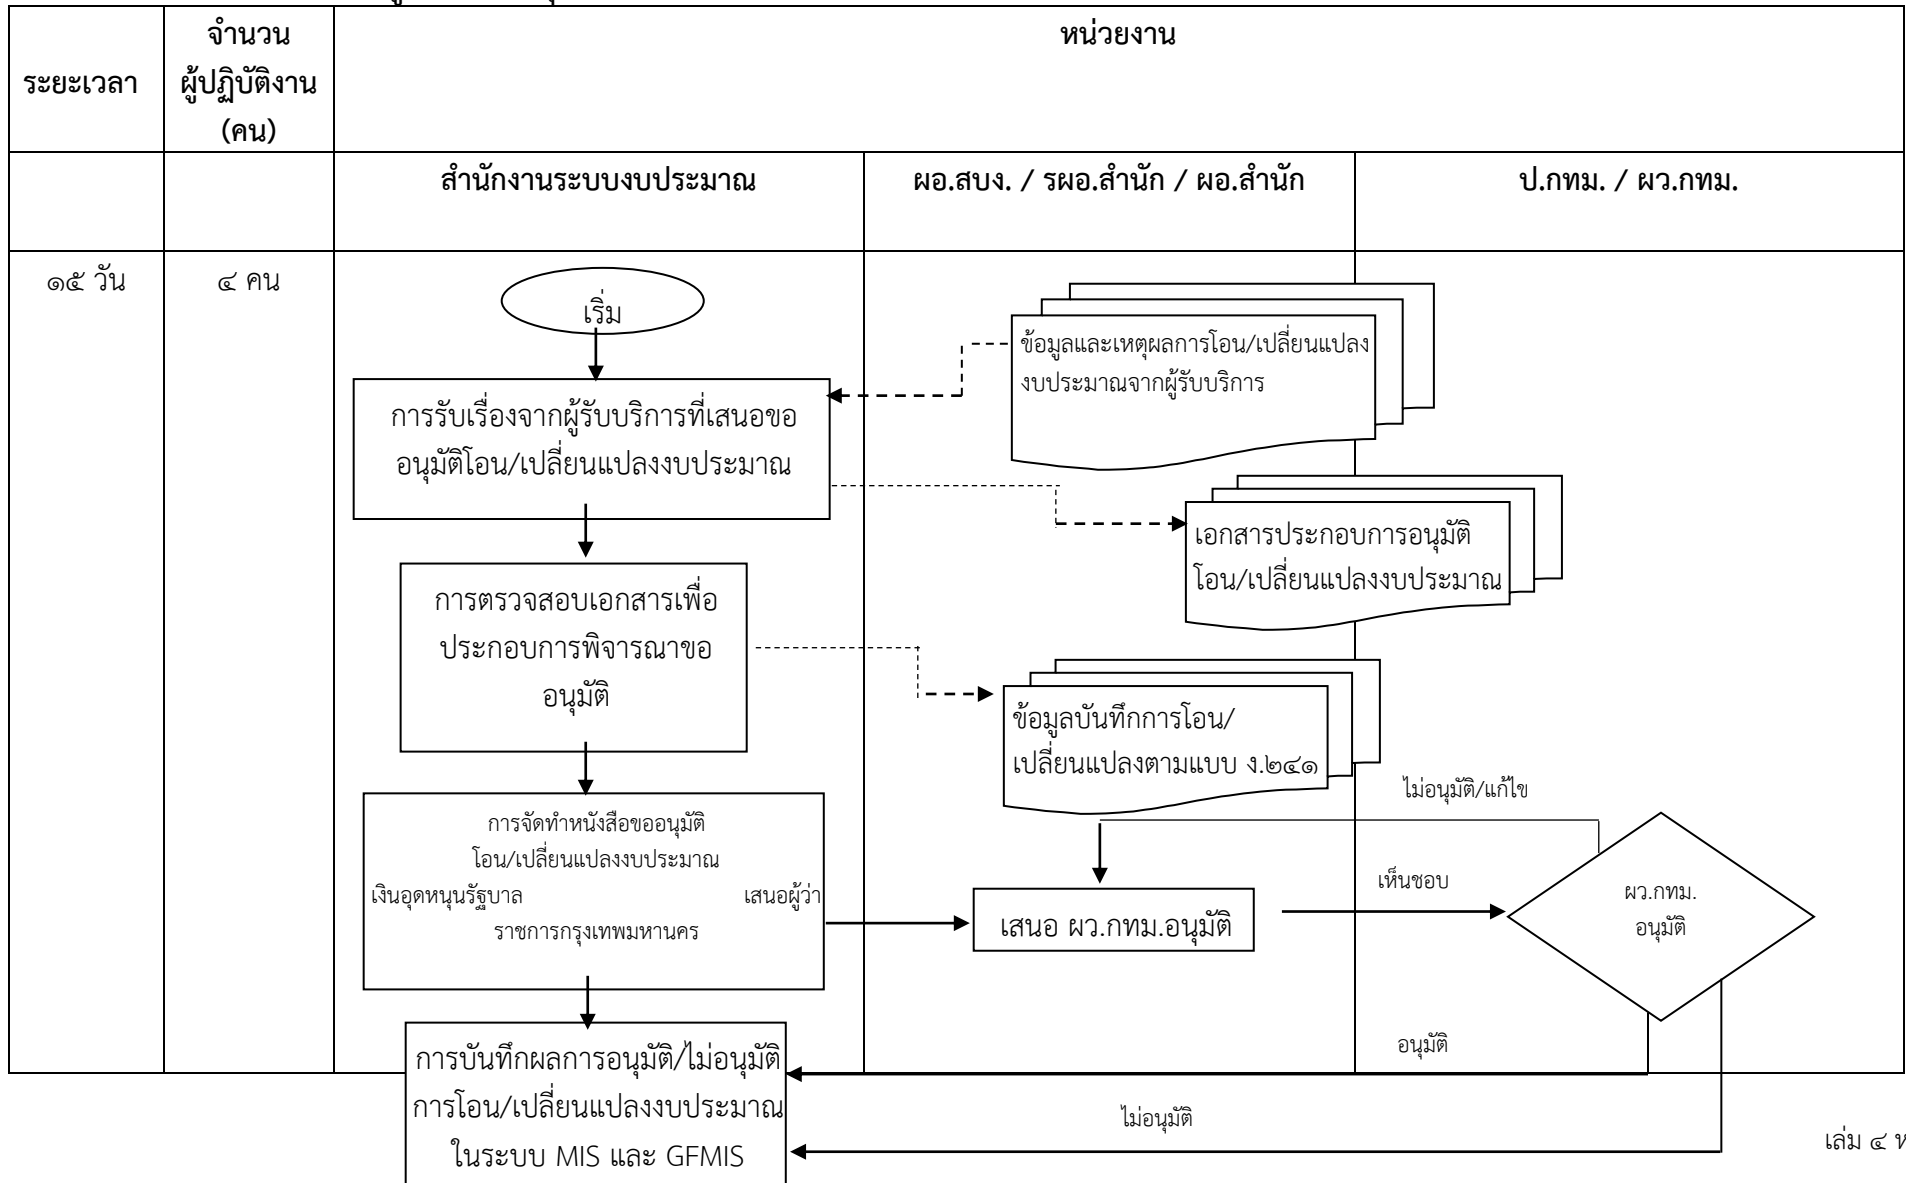 ระยะเวลา
จำนวน
ผู้ปฏิบัติงาน
(คน)
หน่วยงาน
สำนักงานระบบงบประมาณ
ผอ.สบง. / รผอ.สำนัก / ผอ.สำนัก
ป.กทม. / ผว.กทม.
๑๕ วัน
๔ คน
เริ่ม
ข้อมูลและเหตุผลการโอน/เปลี่ยนแปลง
งบประมาณจากผู้รับบริการ
การรับเรื่องจากผู้รับบริการที่เสนอขอ
อนุมัติโอน/เปลี่ยนแปลงงบประมาณ
เอกสารประกอบการอนุมัติ
โอน/เปลี่ยนแปลงงบประมาณ
การตรวจสอบเอกสารเพื่อ
ประกอบการพิจารณาขอ
อนุมัติ
ข้อมูลบันทึกการโอน/
เปลี่ยนแปลงตามแบบ ง.๒๔๑
ไม่อนุมัติ/แก้ไข
การจัดทำหนังสือขออนุมัติ
โอน/เปลี่ยนแปลงงบประมาณ
เงินอุดหนุนรัฐบาล เสนอผู้ว่า
ราชการกรุงเทพมหานคร
เสนอ ผว.กทม.อนุมัติ
เห็นชอบ
ผว.กทม.
อนุมัติ
อนุมัติ
การบันทึกผลการอนุมัติ/ไม่อนุมัติ
การโอน/เปลี่ยนแปลงงบประมาณ
ในระบบ MIS และ GFMIS
ไม่อนุมัติ
เล่ม ๔